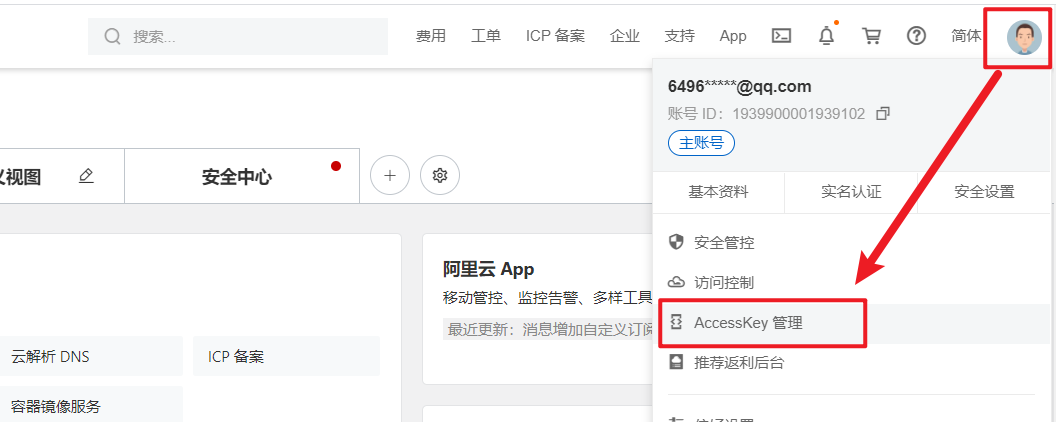 搜索...
费用
工单
ICP 备案
企业
支持
App
简体
6496*****@qq.com
账号 ID：1939900001939102
主账号
基本资料
实名认证
安全设置
义视图
安全中心
安全管控
访问控制
AccessKey 管理
推荐返利后台
阿里云 App
移动管控、监控告警、多样工具
最近更新：消息增加自定义订阅
云解析 DNS
ICP 备案
容器镜像服务